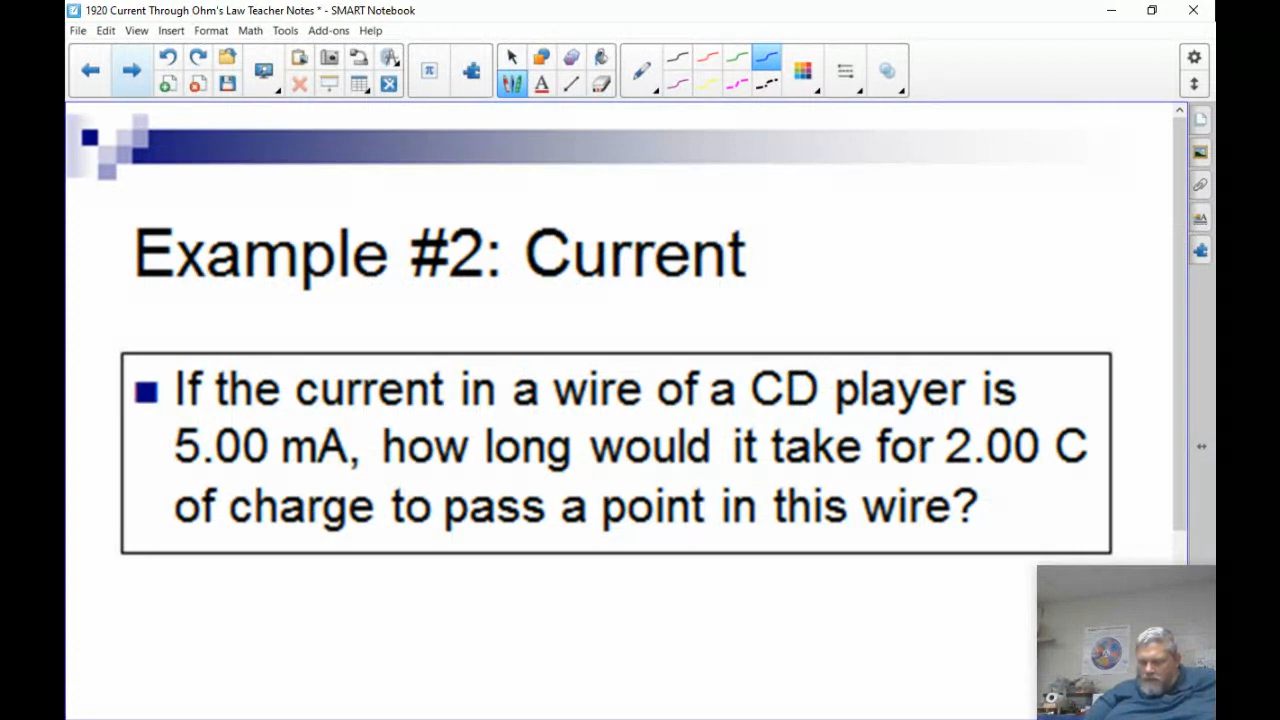 1920 Current Through Ohm's Law Teacher Notes * - SMART Notebook
File Edit View Insert Format Math Tools Add-ons Help
Example #2: Current
If the current in a wire of a CD player is
5.00 mA, how long would it take for 2.00 C
of charge to pass a point in this wire?